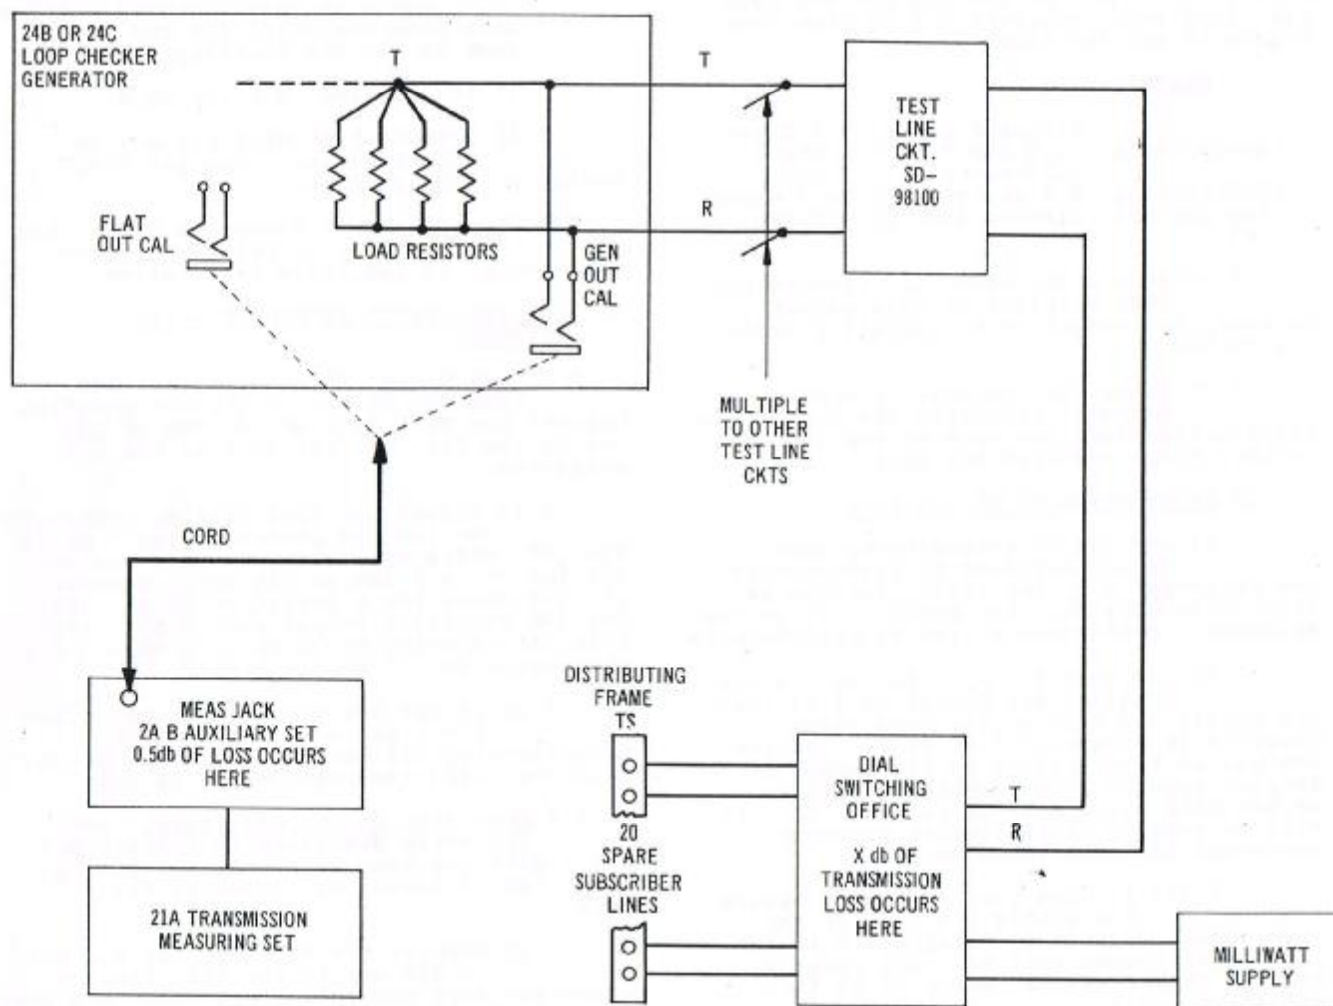 24B OR 24C
LOOP CHECKER
GENERATOR
T
T
FLAT
OUT CAL
LOAD RESISTORS
GEN
OUT
CAL
R
TEST
LINE
CKT.
SD-
98100
MULTIPLE
TO OTHER
TEST LINE
CKTS
CORD
MEAS JACK
2A B AUXILIARY SET
0.5db OF LOSS OCCURS
HERE
21A TRANSMISSION
MEASURING SET
DISTRIBUTING
FRAME
TS
20
SPARE
SUBSCRIBER
LINES
DIAL
SWITCHING
OFFICE
X db OF
TRANSMISSION
LOSS OCCURS
HERE
T
R
MILLIWATT
SUPPLY